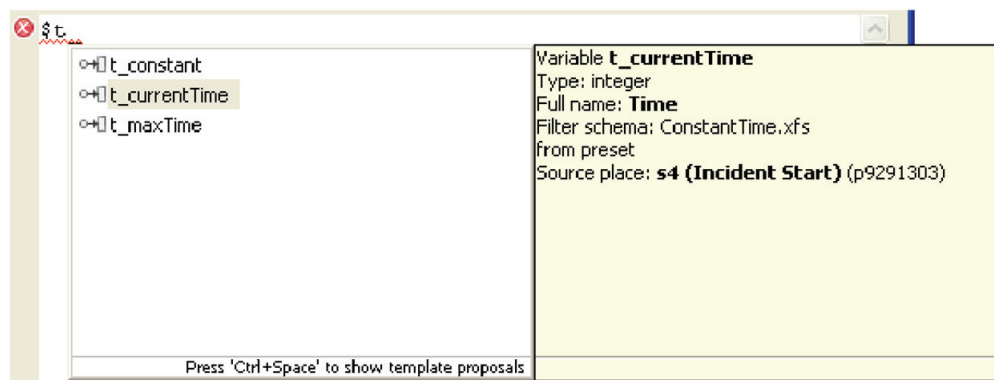 $t
t_constant
t_currentTime
t_maxTime
Press 'Ctrl+Space' to show template proposals
Variable t_currentTime
Type: integer
Full name: Time
Filter schema: ConstantTime.xfs
from preset
Source place: s4 (Incident Start) (p9291303)